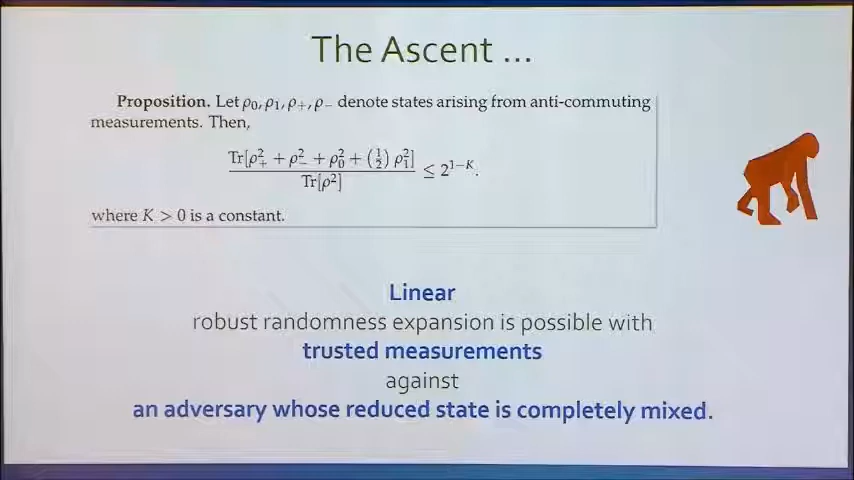 The Ascent ...
Proposition. Let ρ₀, ρ₁, ρ₊, ρ₋ denote states arising from anti-commuting
measurements. Then,
Tr[ρ₊² + ρ₋² + ρ₀² + (1/2) ρ₁²] / Tr[ρ²] ≤ 2^{1−K}.
where K > 0 is a constant.
Linear
robust randomness expansion is possible with
trusted measurements
against
an adversary whose reduced state is completely mixed.